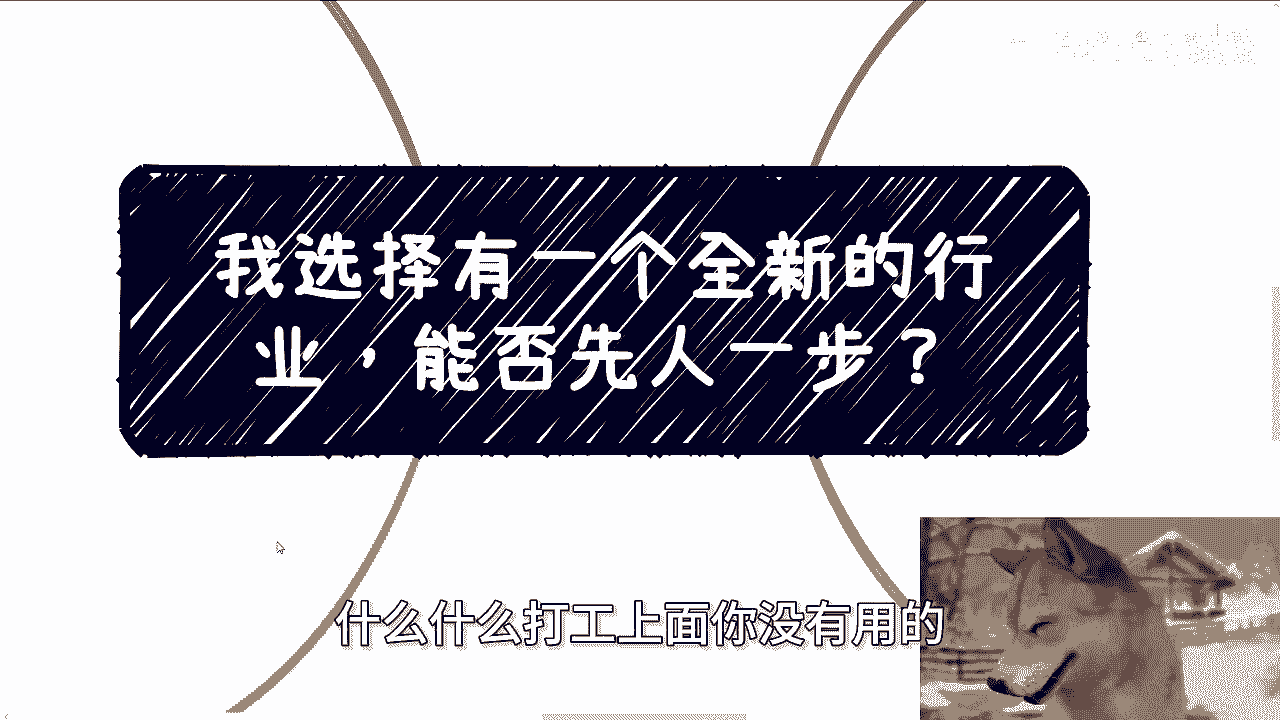 我选择有一个全新的行
业，能否先人一步？
什么什么打工上面你没有用的